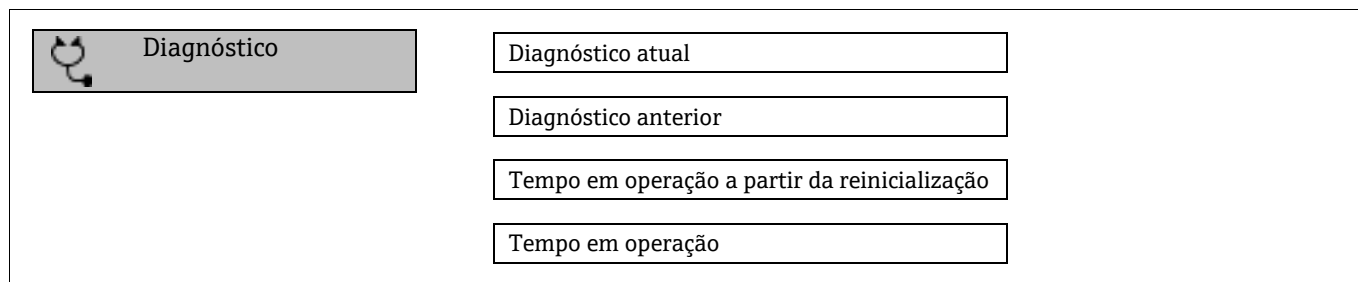 Diagnóstico
Diagnóstico atual
Diagnóstico anterior
Tempo em operação a partir da reinicialização
Tempo em operação